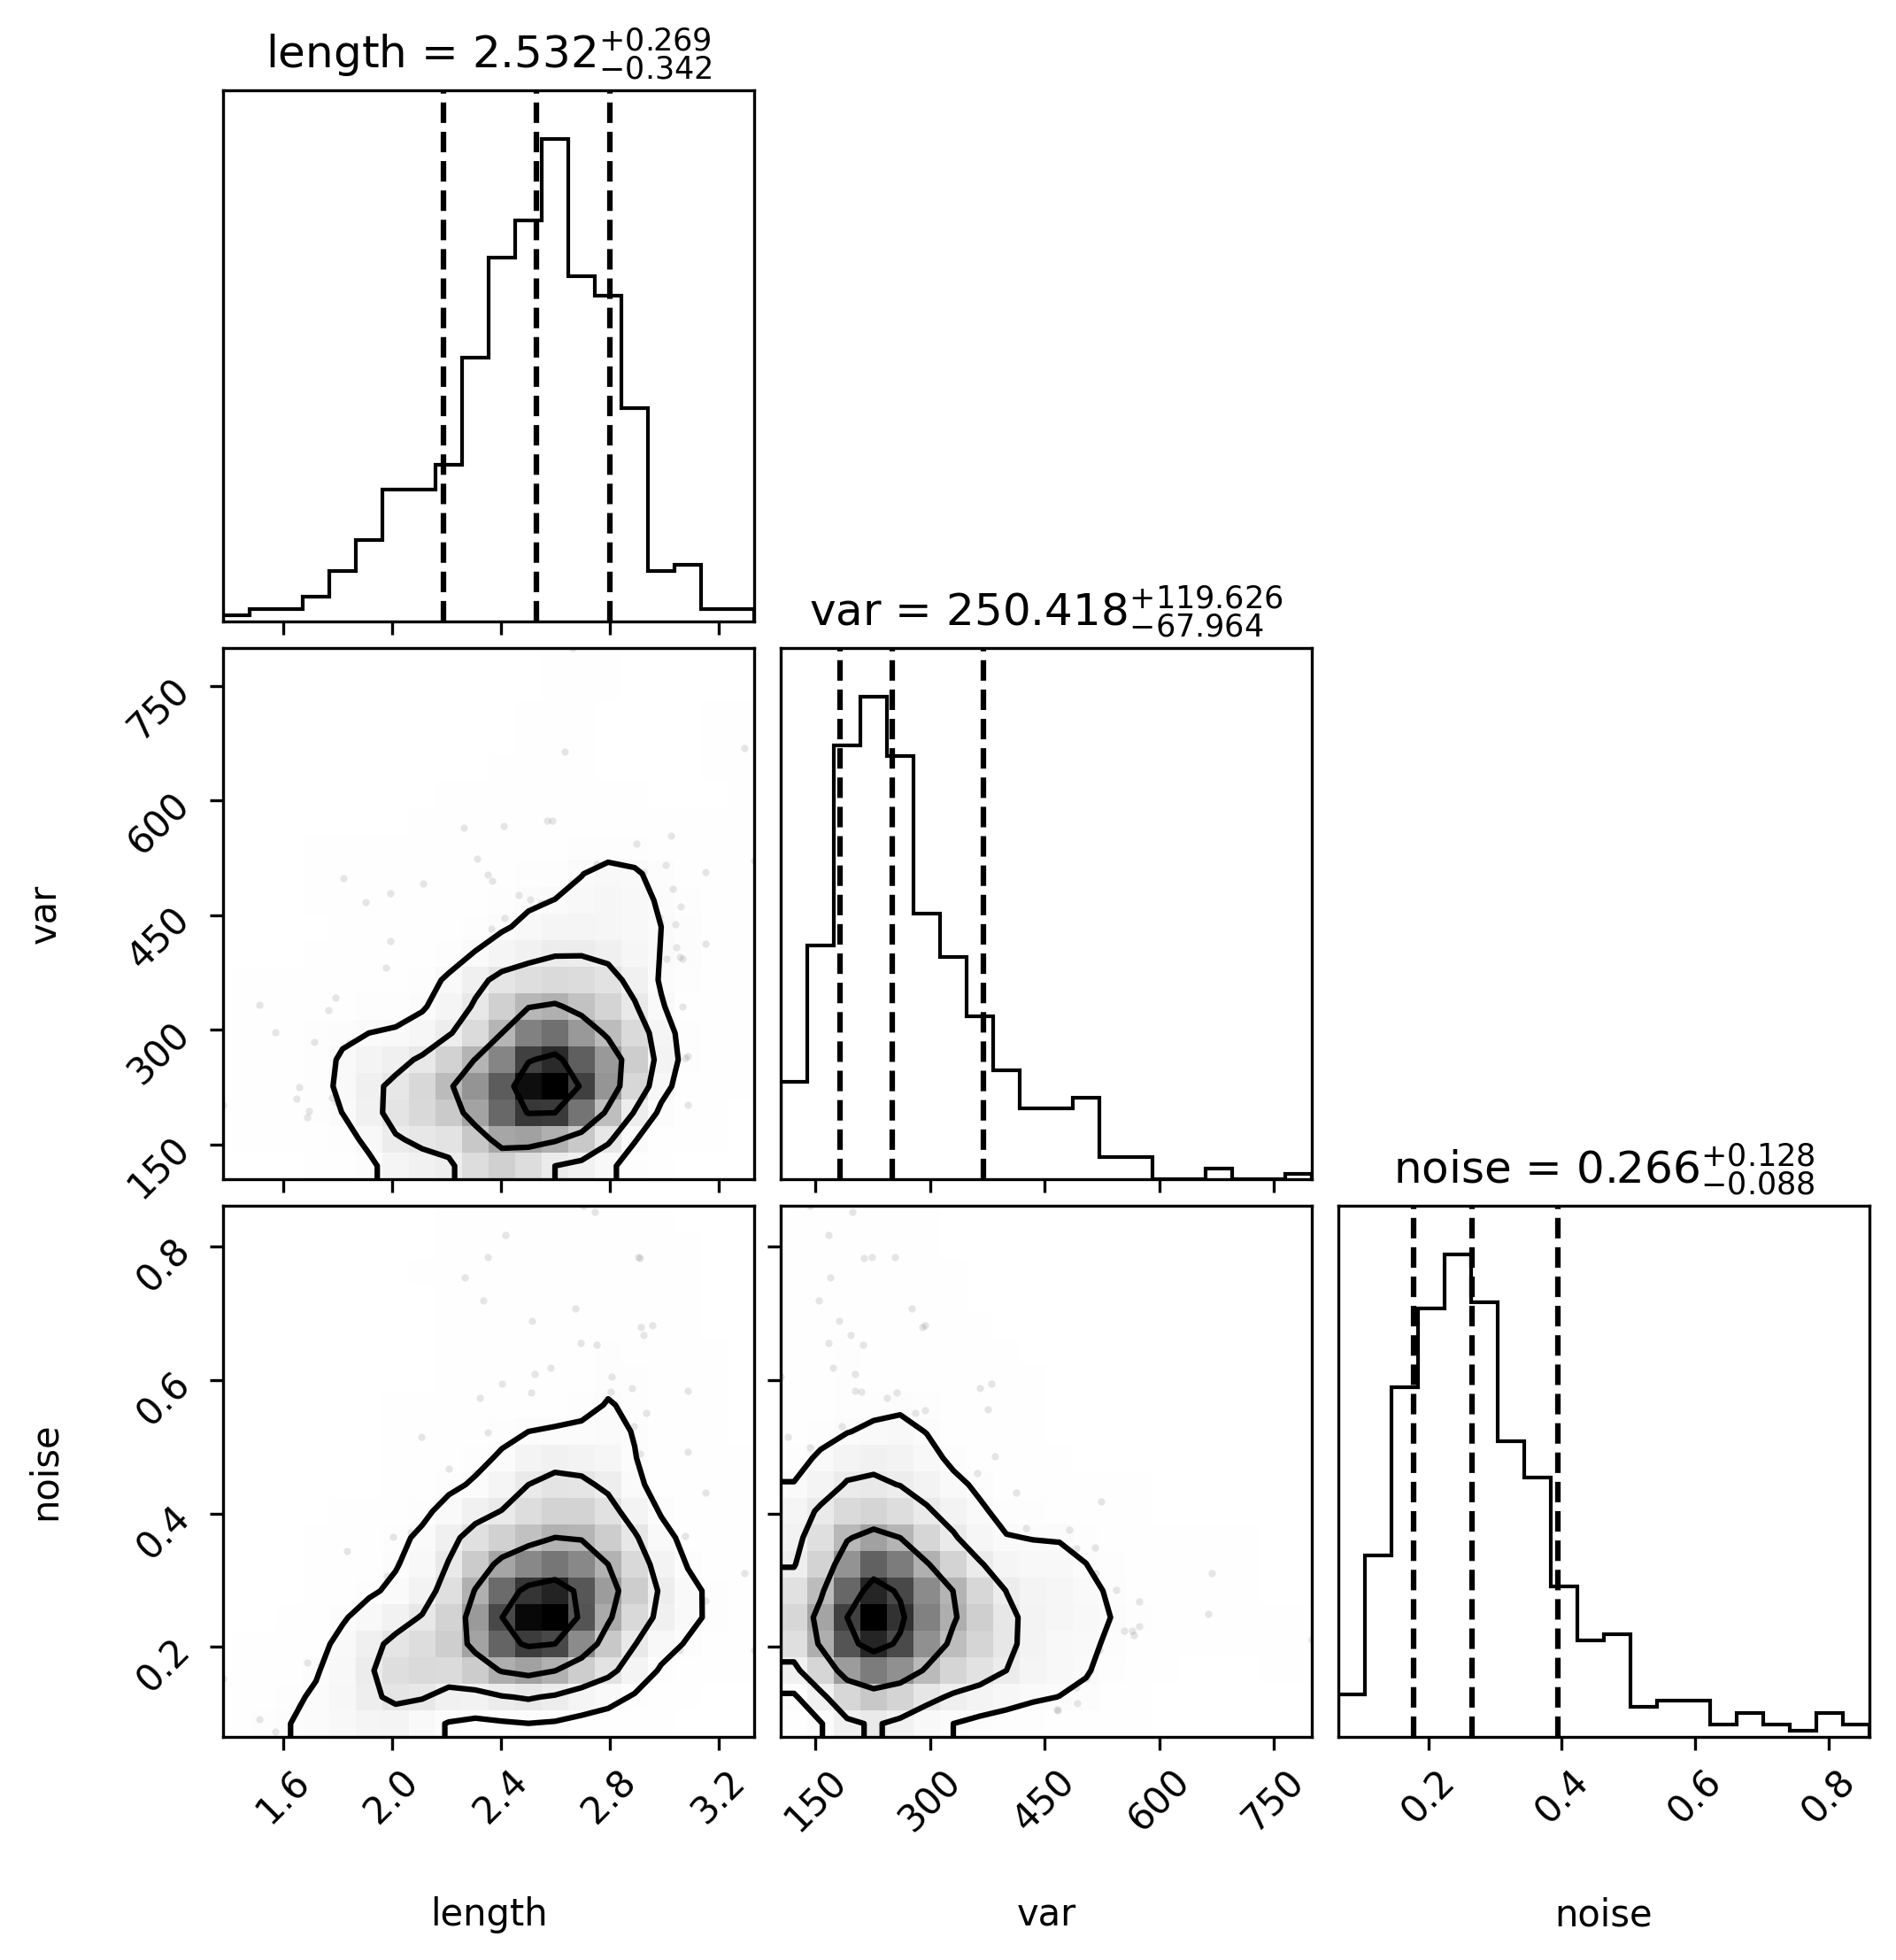 length = 2.532 +0.269 −0.342
var = 250.418 +119.626 −67.964
750
600
450
300
150
var
noise = 0.266 +0.128 −0.088
0.8
0.6
0.4
0.2
noise
1.6 2.0 2.4 2.8 3.2 150 300 450 600 750 0.2 0.4 0.6 0.8
length var noise